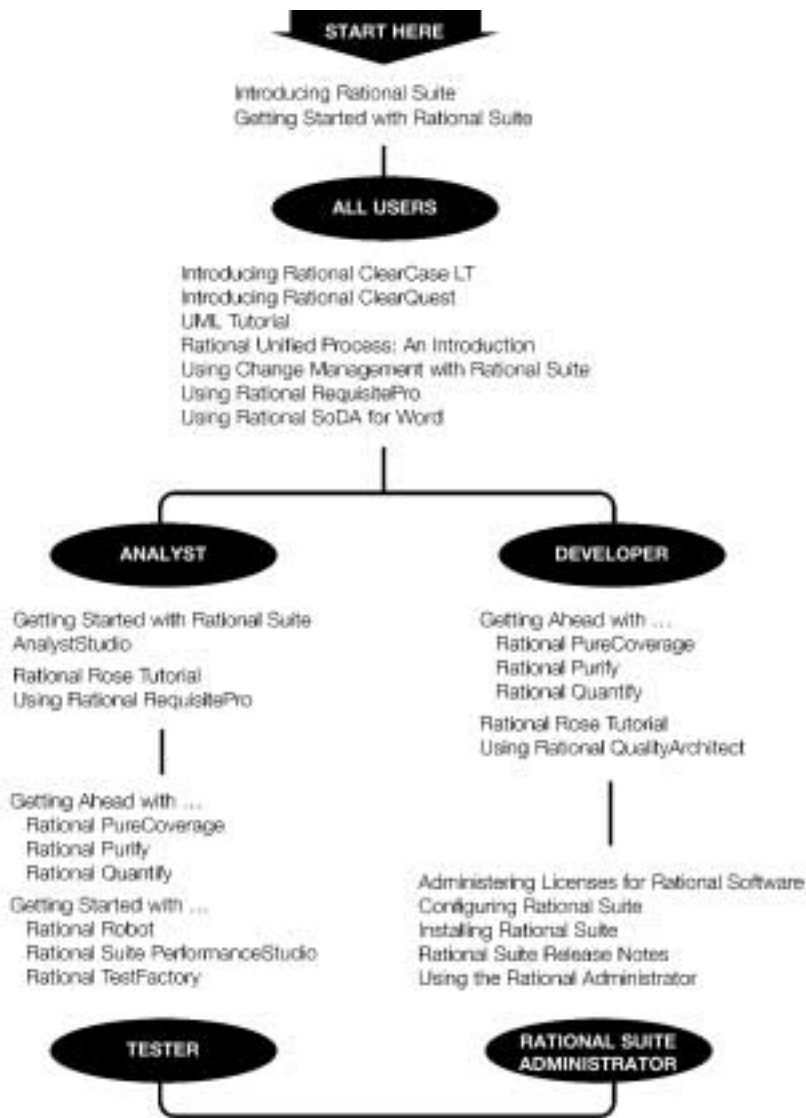 START HERE
Introducing Rational Suite
Getting Started with Rational Suite
ALL USERS
Introducing Rational ClearCase LT
Introducing Rational ClearQuest
UML Tutorial
Rational Unified Process: An Introduction
Using Change Management with Rational Suite
Using Rational RequisitePro
Using Rational SoDA for Word
ANALYST
Getting Started with Rational Suite
AnalystStudio
Rational Rose Tutorial
Using Rational RequisitePro
Getting Ahead with ...
Rational PureCoverage
Rational Purify
Rational Quantify
Getting Started with ...
Rational Robot
Rational Suite PerformanceStudio
Rational TestFactory
TESTER
DEVELOPER
Getting Ahead with ...
Rational PureCoverage
Rational Purify
Rational Quantify
Rational Rose Tutorial
Using Rational QualityArchitect
Administering Licenses for Rational Software
Configuring Rational Suite
Installing Rational Suite
Rational Suite Release Notes
Using the Rational Administrator
RATIONAL SUITE
ADMINISTRATOR